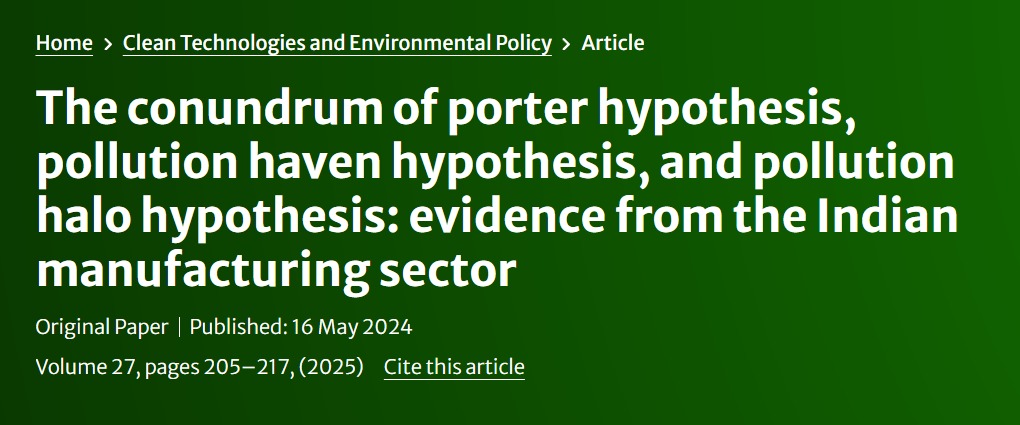 Home > Clean Technologies and Environmental Policy > Article
The conundrum of porter hypothesis,
pollution haven hypothesis, and pollution
halo hypothesis: evidence from the Indian
manufacturing sector
Original Paper | Published: 16 May 2024
Volume 27, pages 205–217, (2025) Cite this article